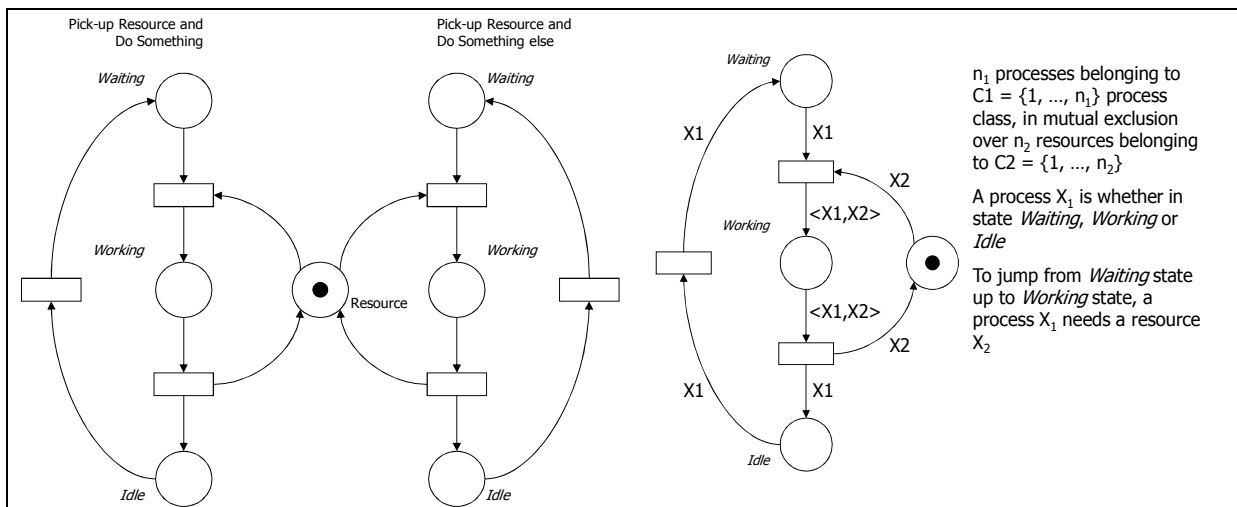 Pick-up Resource and
Do Something
Pick-up Resource and
Do Something else
Waiting
Working
Idle
Resource
Waiting
Working
Idle
Waiting
X1
X1
X2
<X1,X2>
Working
<X1,X2>
X2
X1
X1
Idle
n₁ processes belonging to
C1 = {1, ..., n₁} process
class, in mutual exclusion
over n₂ resources belonging
to C2 = {1, ..., n₂}
A process X₁ is whether in
state Waiting, Working or
Idle
To jump from Waiting state
up to Working state, a
process X₁ needs a resource
X₂